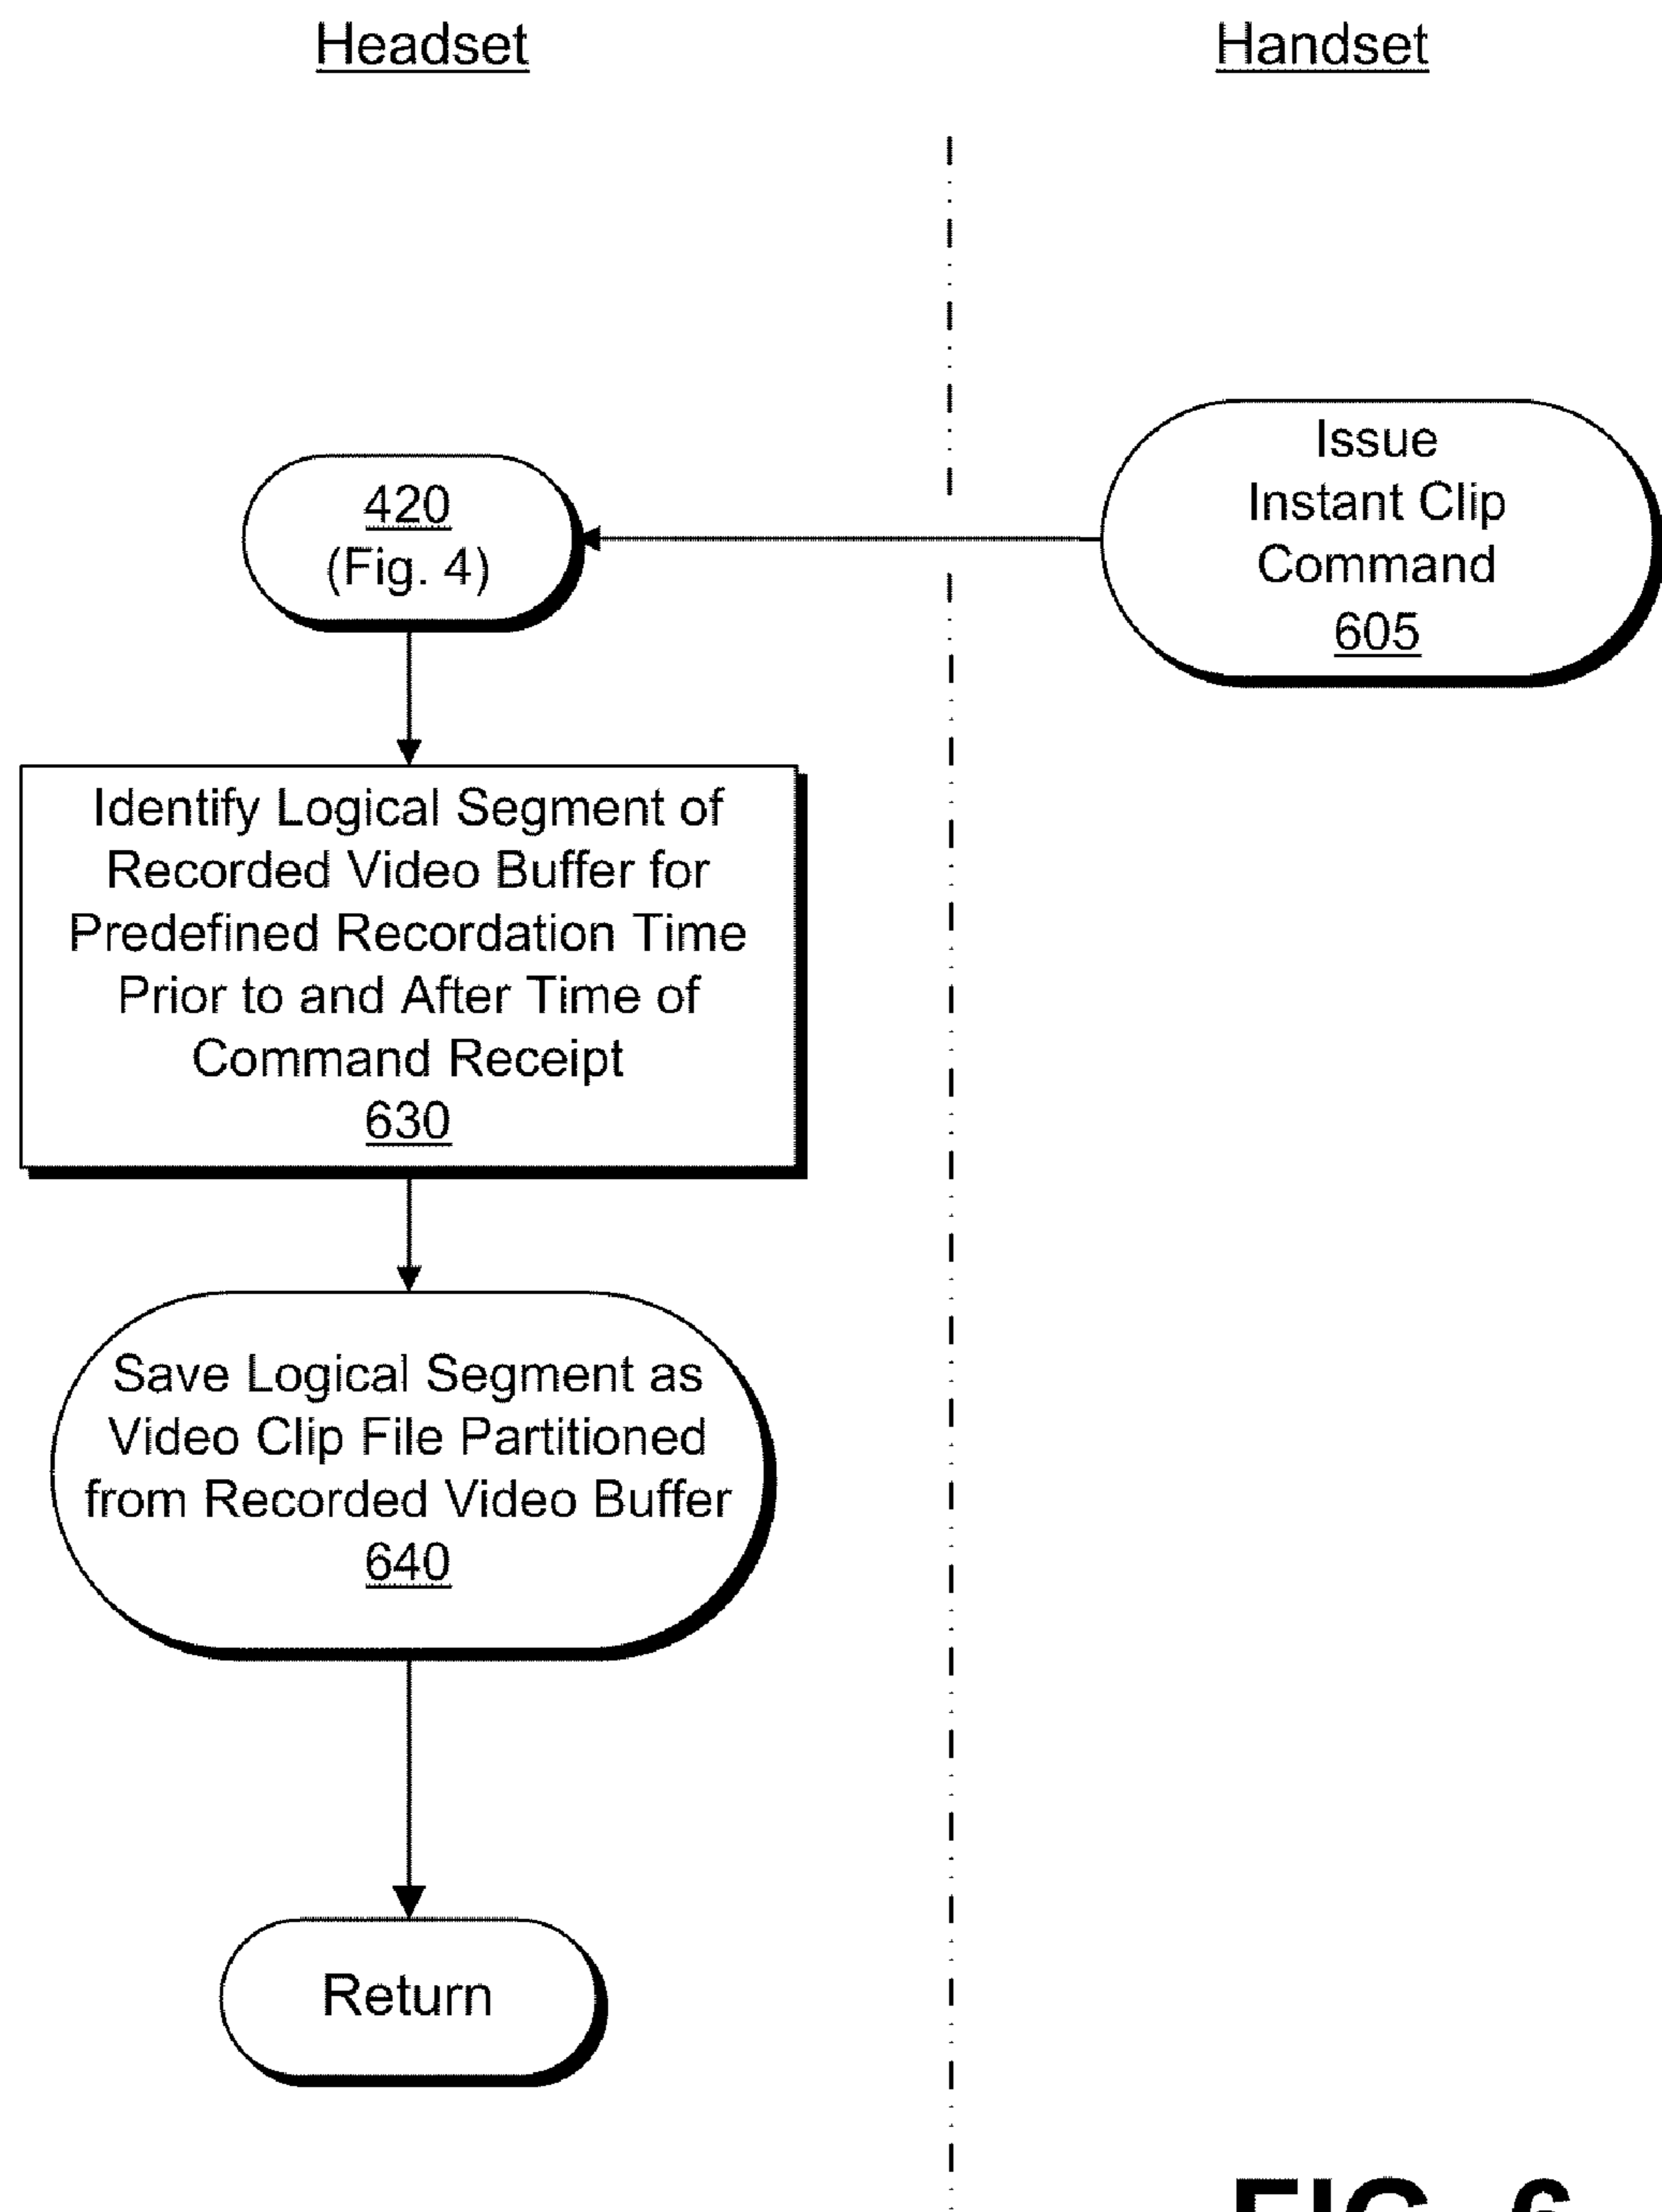 Headset
Handset
Issue
Instant Clip
Command
605
420
(Fig. 4)
Identify Logical Segment of
Recorded Video Buffer for
Predefined Recordation Time
Prior to and After Time of
Command Receipt
630
Save Logical Segment as
Video Clip File Partitioned
from Recorded Video Buffer
640
Return
FIG. 6